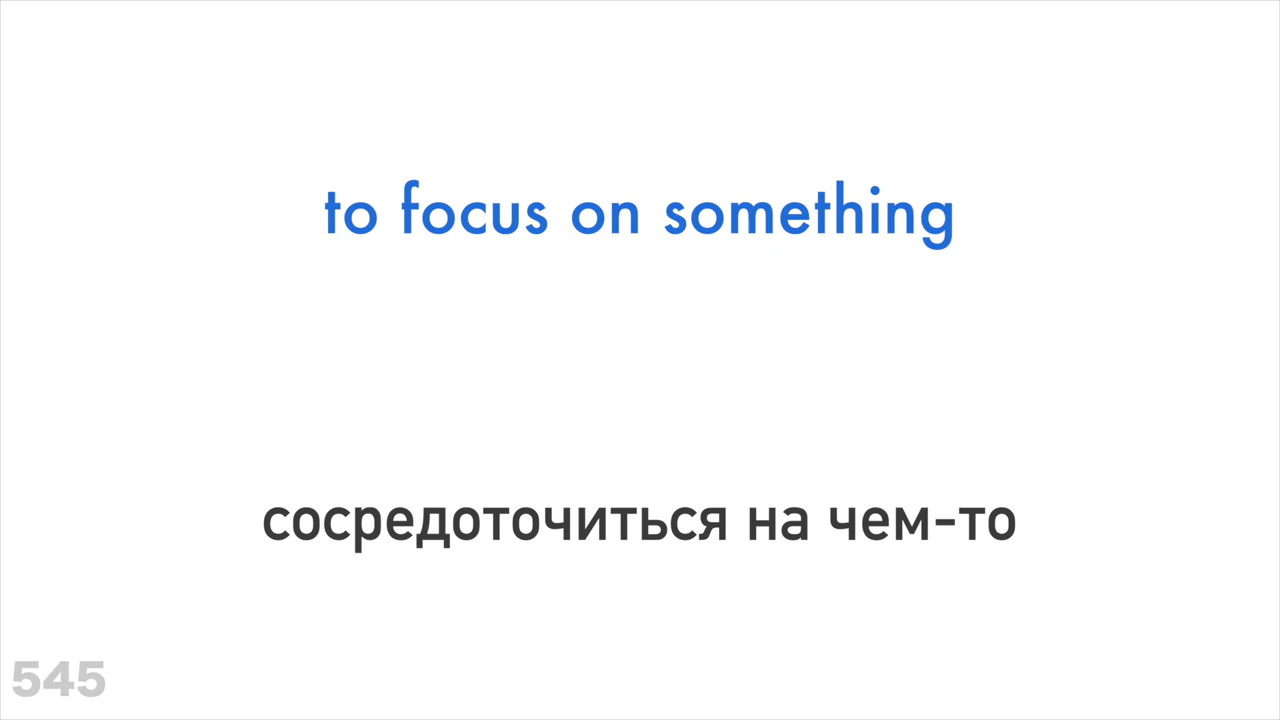 to focus on something
сосредоточиться на чем-то
545